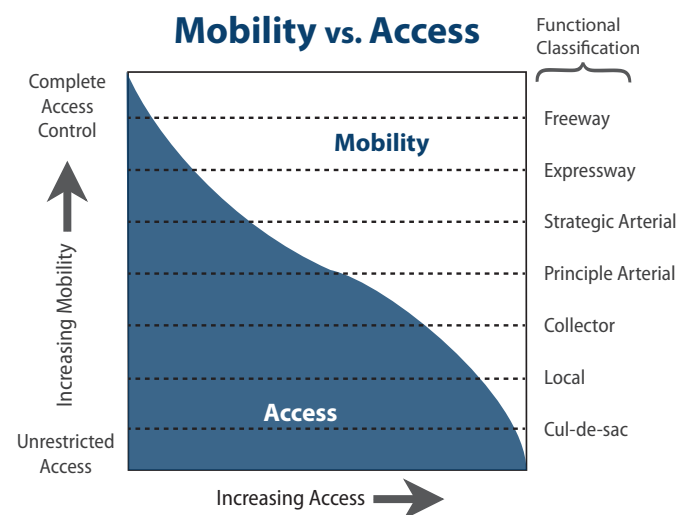 Mobility vs. Access
Functional
Classification
Complete
Access
Control
Freeway
Mobility
Expressway
Strategic Arterial
Principle Arterial
Increasing Mobility
Collector
Local
Access
Cul-de-sac
Unrestricted
Access
Increasing Access